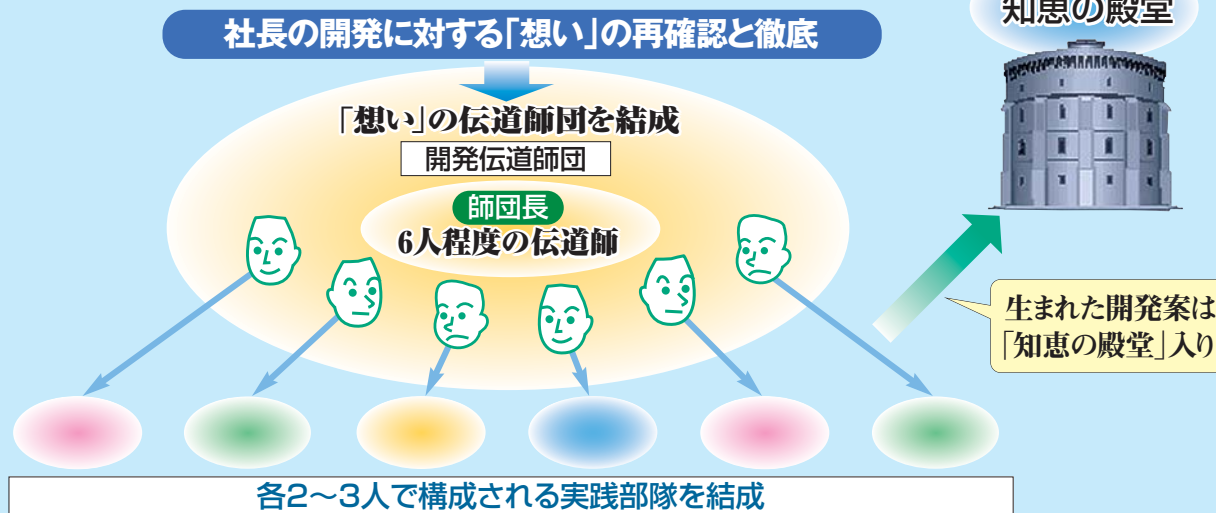 知恵の殿堂
社長の開発に対する「想い」の再確認と徹底
「想い」の伝道師団を結成
開発伝道師団
師団長
6人程度の伝道師
生まれた開発案は
「知恵の殿堂」入り
各2～3人で構成される実践部隊を結成